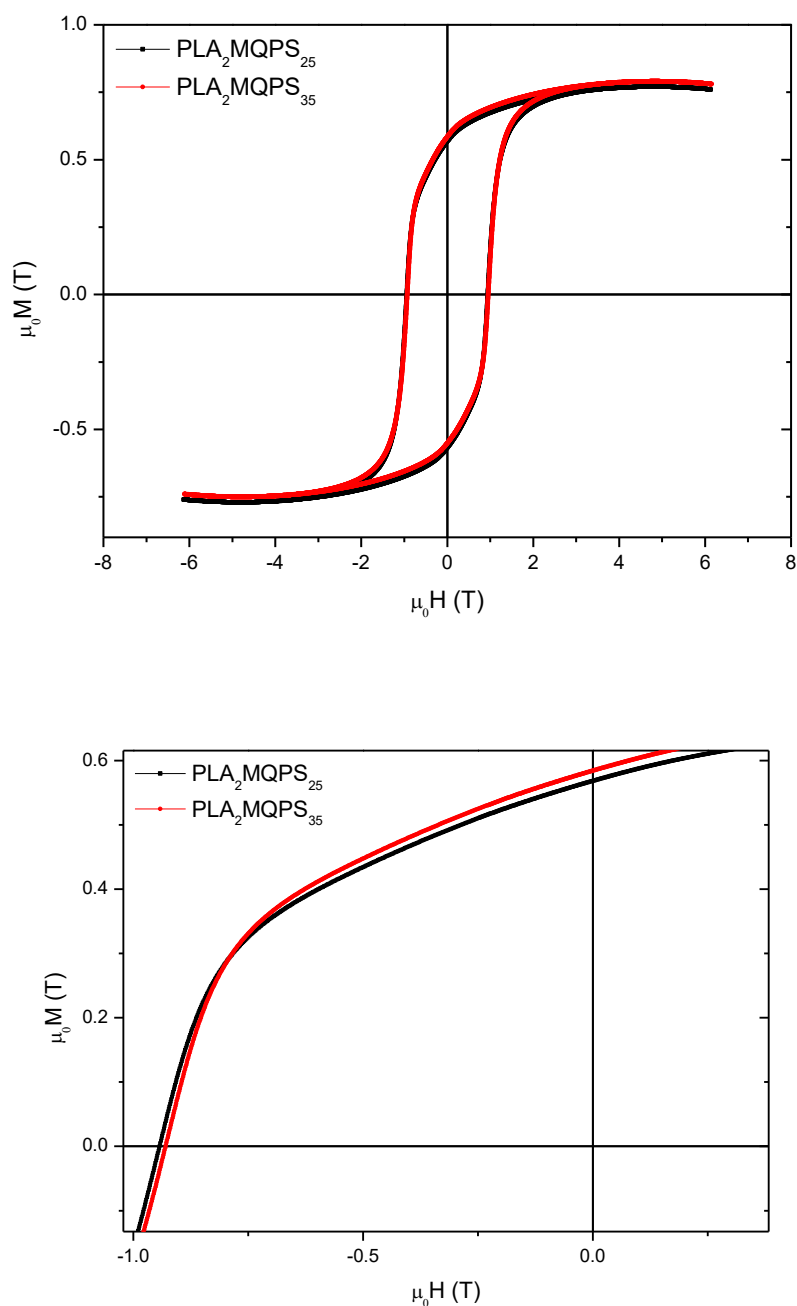 1.0
PLA₂MQPS₂₅
PLA₂MQPS₃₅
0.5
0.0
-0.5
μ₀M (T)
-8 -6 -4 -2 0 2 4 6 8
μ₀H (T)
0.6
PLA₂MQPS₂₅
PLA₂MQPS₃₅
0.4
0.2
0.0
μ₀M (T)
-1.0 -0.5 0.0
μ₀H (T)